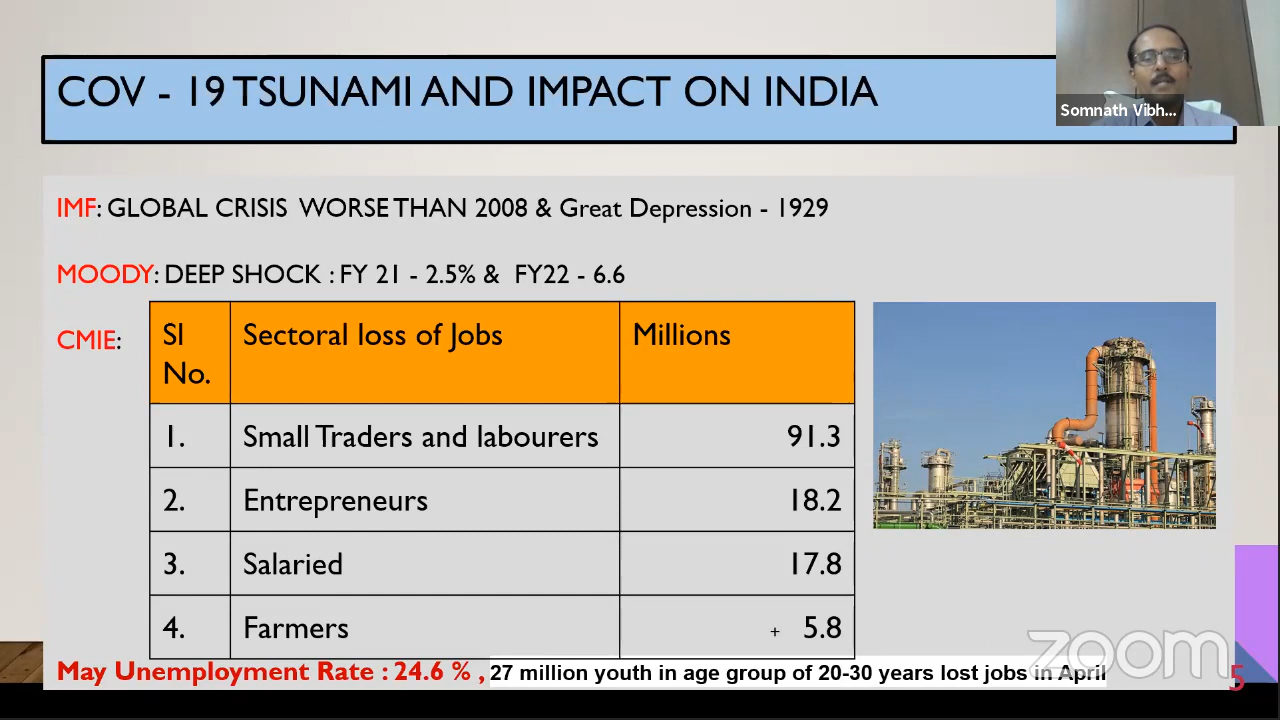 COV - 19 TSUNAMI AND IMPACT ON INDIA
Somnath Vibh...
IMF: GLOBAL CRISIS WORSE THAN 2008 & Great Depression - 1929
MOODY: DEEP SHOCK : FY 21 - 2.5% & FY22 - 6.6
CMIE:
Sl No. Sectoral loss of Jobs Millions
1. Small Traders and labourers 91.3
2. Entrepreneurs 18.2
3. Salaried 17.8
4. Farmers + 5.8
May Unemployment Rate : 24.6 % , 27 million youth in age group of 20-30 years lost jobs in April
zoom
5